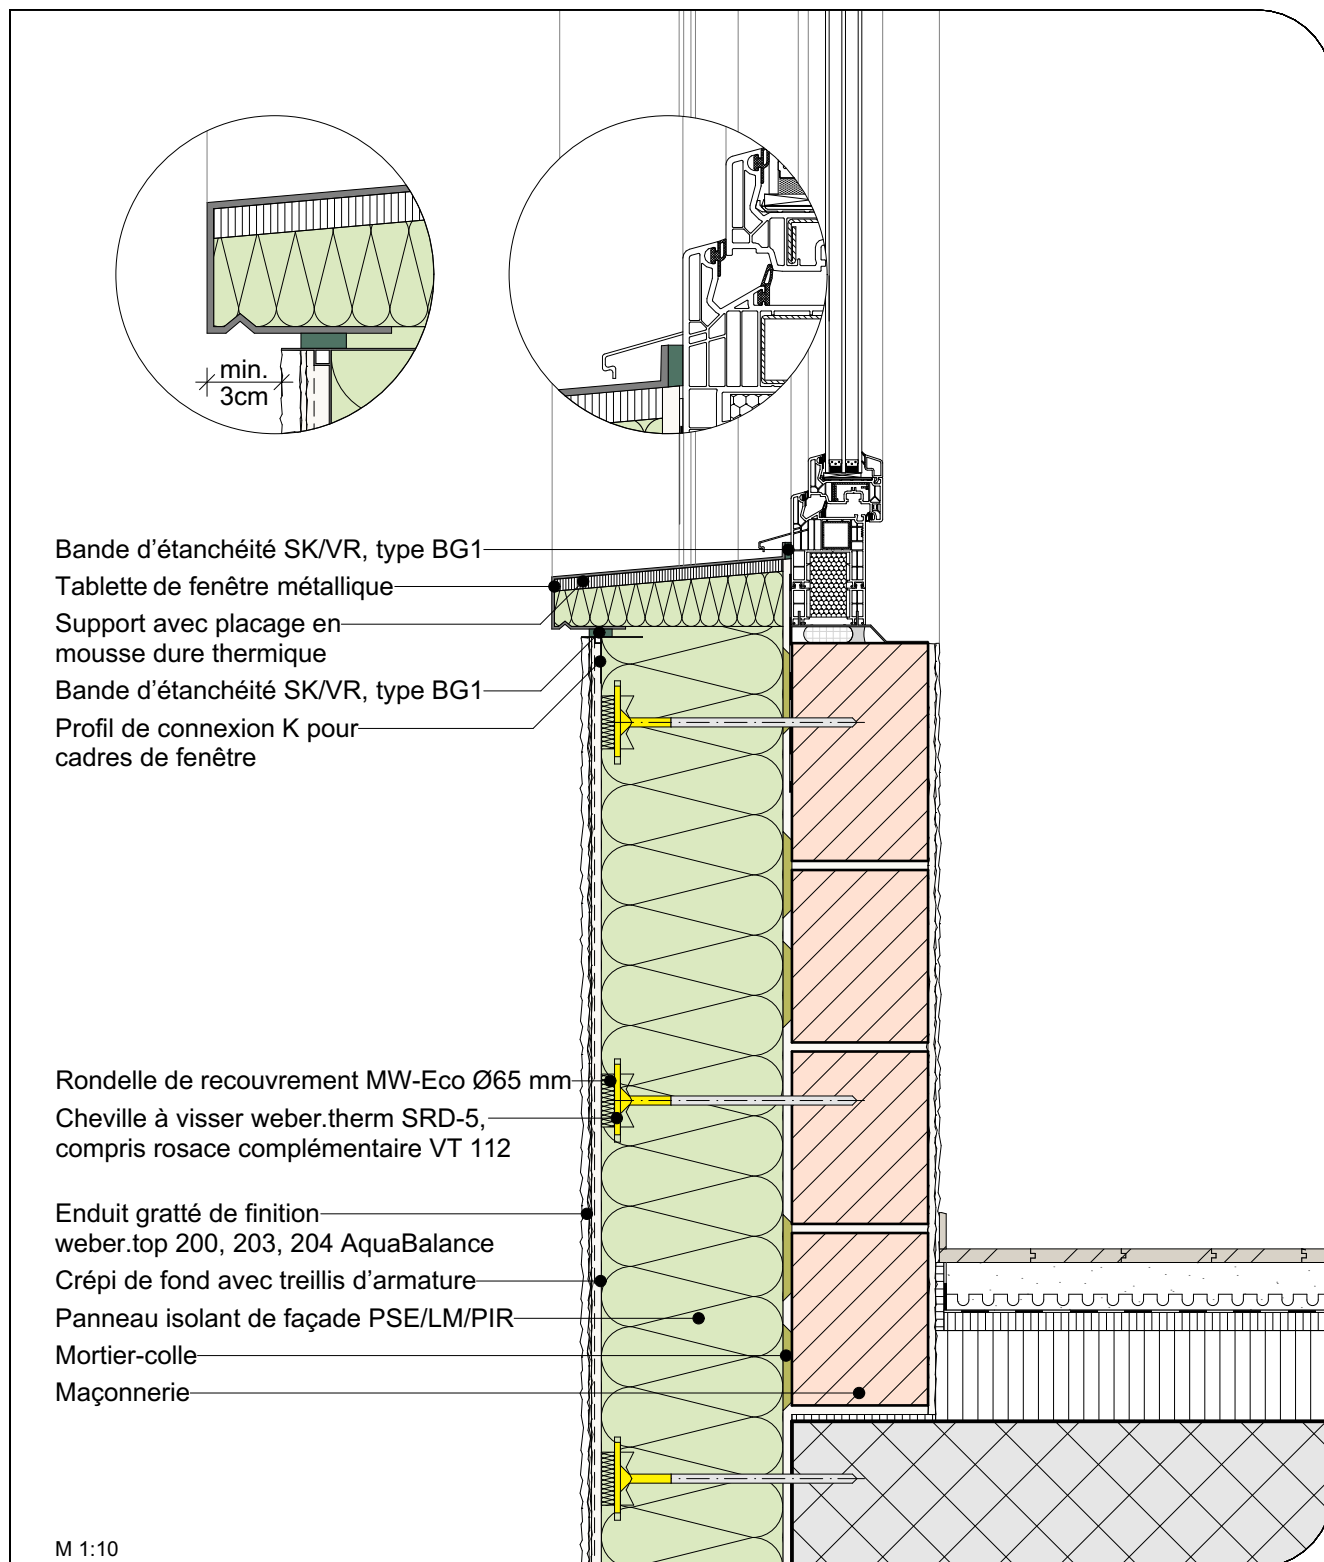 min.
3cm
Bande d'étanchéité SK/VR, type BG1
Tablette de fenêtre métallique
Support avec placage en
mousse dure thermique
Bande d'étanchéité SK/VR, type BG1
Profil de connexion K pour
cadres de fenêtre
Rondelle de recouvrement MW-Eco Ø65 mm
Cheville à visser weber.therm SRD-5,
compris rosace complémentaire VT 112
Enduit gratté de finition
weber.top 200, 203, 204 AquaBalance
Crépi de fond avec treillis d'armature
Panneau isolant de façade PSE/LM/PIR
Mortier-colle
Maçonnerie
M 1:10